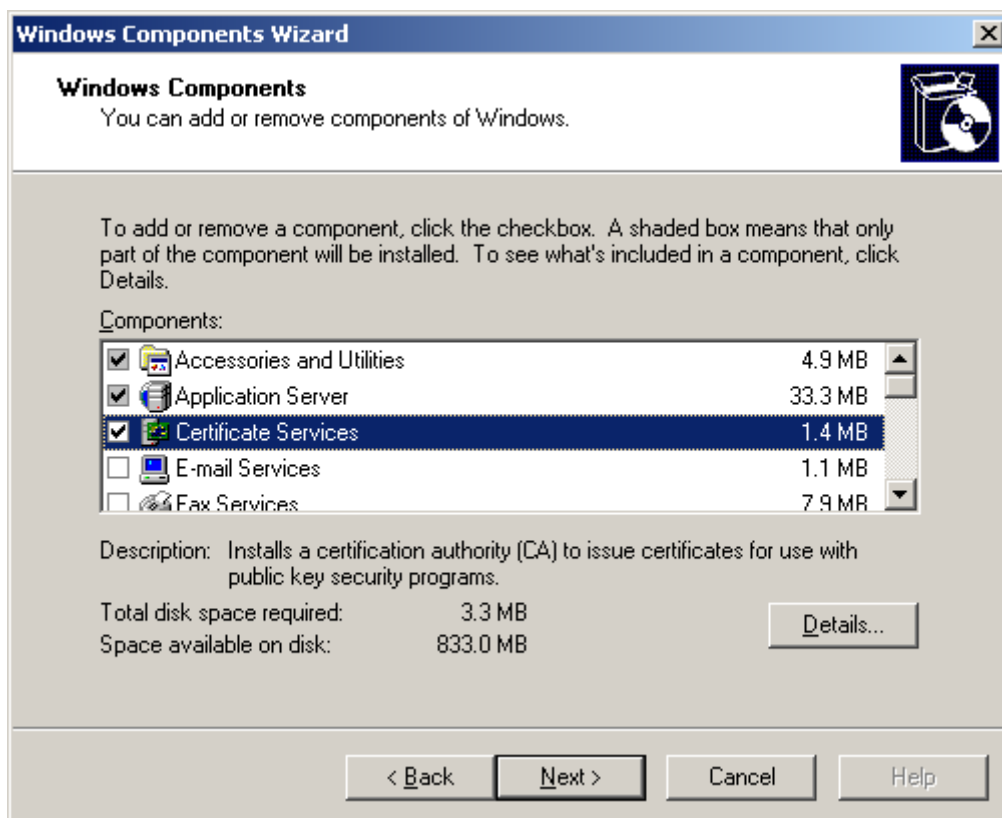 Windows Components Wizard
Windows Components
You can add or remove components of Windows.
To add or remove a component, click the checkbox. A shaded box means that only
part of the component will be installed. To see what's included in a component, click
Details.
Components:
Accessories and Utilities 4.9 MB
Application Server 33.3 MB
Certificate Services 1.4 MB
E-mail Services 1.1 MB
Fax Services 7.9 MB
Description: Installs a certification authority (CA) to issue certificates for use with
public key security programs.
Total disk space required: 3.3 MB
Space available on disk: 833.0 MB
Details...
< Back Next > Cancel Help